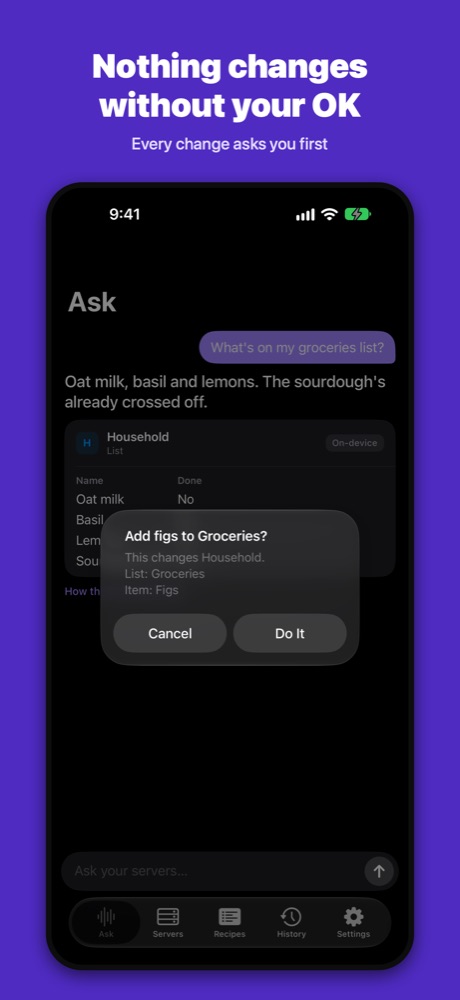 Nothing changes
without your OK
Every change asks you first
9:41
Ask
What's on my groceries list?
Oat milk, basil and lemons. The sourdough's
already crossed off.
H
Household
List
On-device
Name Done
Oat milk No
Basil
Add figs to Groceries?
This changes Household.
List: Groceries
Item: Figs
Cancel Do It
Ask your servers...
Ask Servers Recipes History Settings